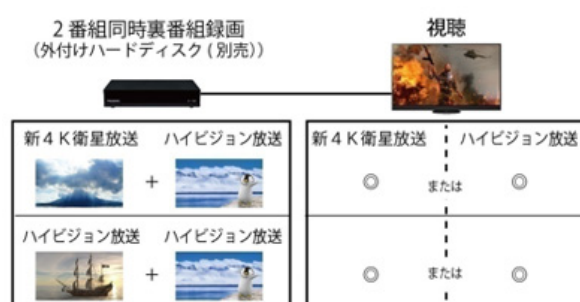 2番組同時裏番組録画
(外付けハードディスク(別売))
視聴
新4K衛星放送 ハイビジョン放送
+
新4K衛星放送 ハイビジョン放送
◎ または ◎
ハイビジョン放送 ハイビジョン放送
+
◎ または ◎